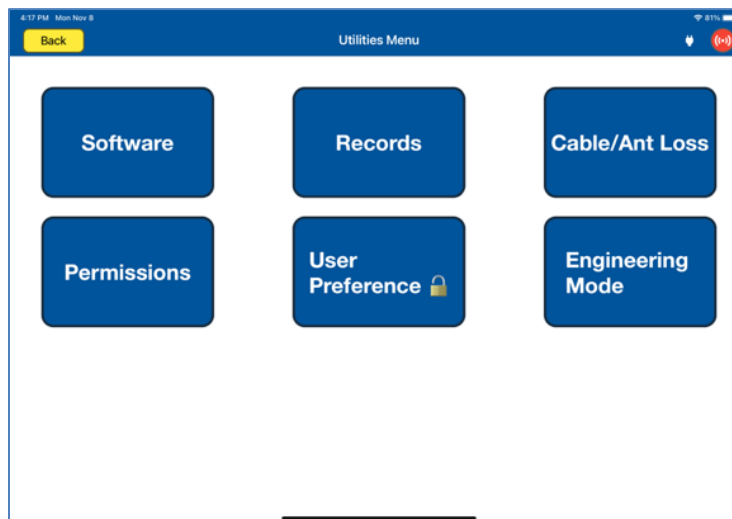 4:17 PM Mon Nov 8
81%
Back
Utilities Menu
Software
Records
Cable/Ant Loss
Permissions
User
Preference
Engineering
Mode